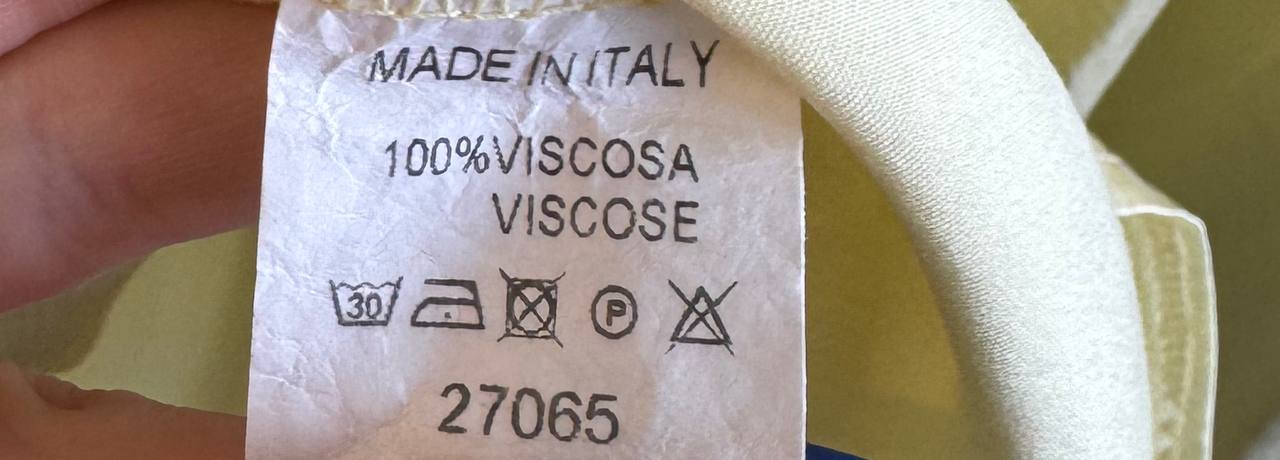 MADE IN ITALY
100%VISCOSA
VISCOSE
30 P
27065